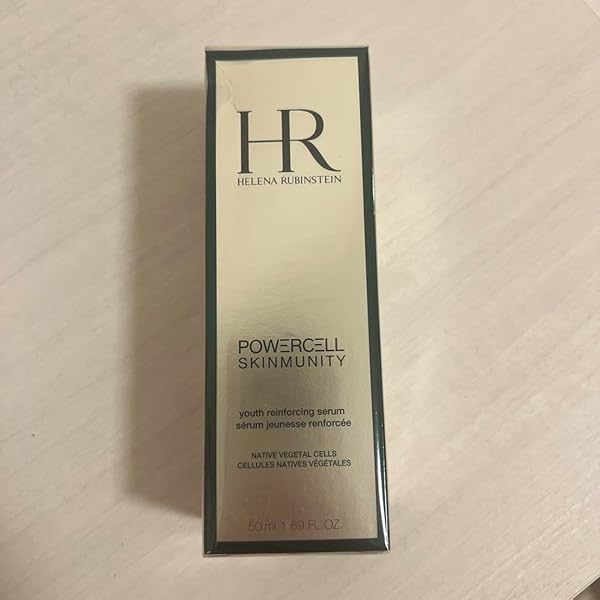 HR
HELENA RUBINSTEIN
POWERCELL
SKINMUNITY
youth reinforcing serum
sérum jeunesse renforcée
NATIVE VEGETAL CELLS
CELLULES NATIVES VÉGÉTALES
50 ml 1.69 FL.OZ.